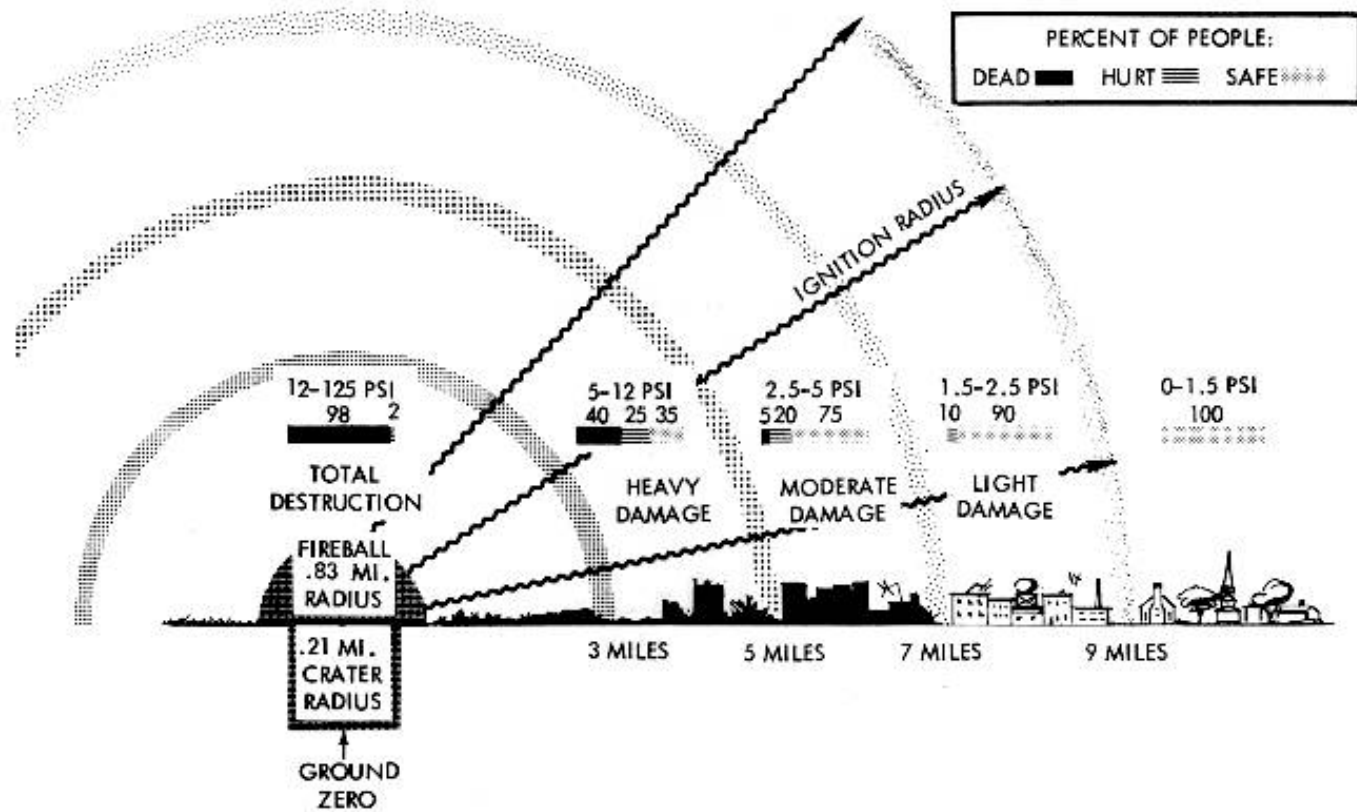 PERCENT OF PEOPLE:
DEAD HURT SAFE
IGNITION RADIUS
12-125 PSI
98 2
TOTAL
DESTRUCTION
5-12 PSI
40 25 35
HEAVY
DAMAGE
2.5-5 PSI
5 20 75
MODERATE
DAMAGE
1.5-2.5 PSI
10 90
LIGHT
DAMAGE
0-1.5 PSI
100
FIREBALL
.83 MI.
RADIUS
.21 MI.
CRATER
RADIUS
3 MILES
5 MILES
7 MILES
9 MILES
GROUND
ZERO